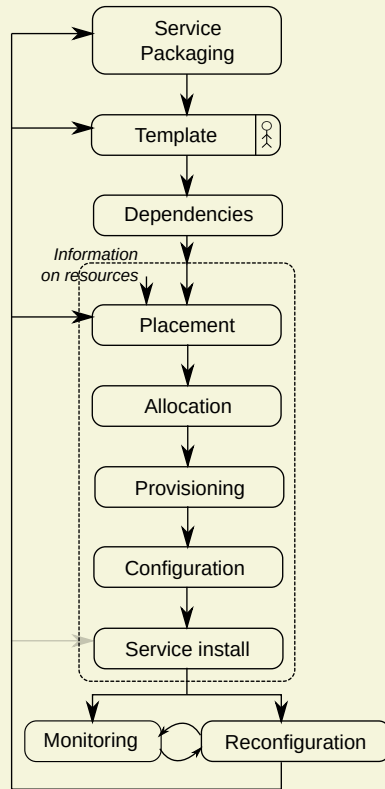 Service
Packaging
Template
Dependencies
Information
on resources
Placement
Allocation
Provisioning
Configuration
Service install
Monitoring
Reconfiguration